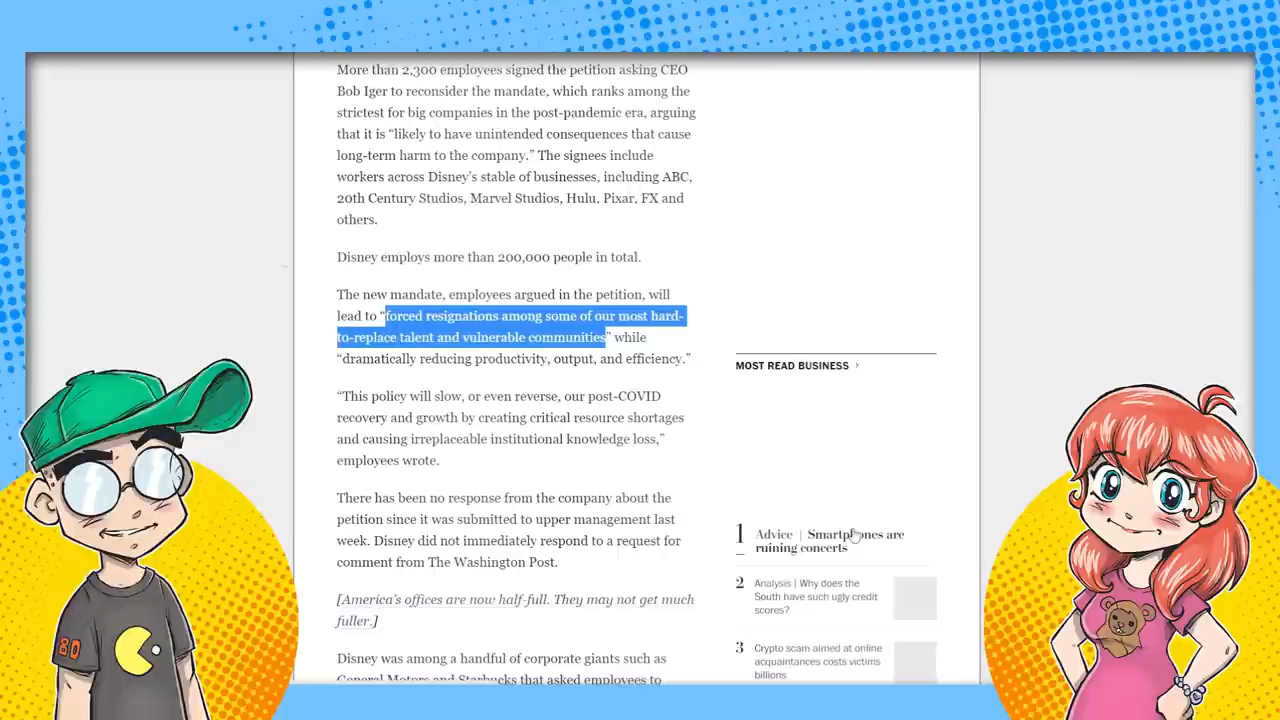 More than 2,300 employees signed the petition asking CEO
Bob Iger to reconsider the mandate, which ranks among the
strictest for big companies in the post-pandemic era, arguing
that it is “likely to have unintended consequences that cause
long-term harm to the company.” The signees include
workers across Disney’s stable of businesses, including ABC,
20th Century Studios, Marvel Studios, Hulu, Pixar, FX and
others.
Disney employs more than 200,000 people in total.
The new mandate, employees argued in the petition, will
lead to “forced resignations among some of our most hard-
to-replace talent and vulnerable communities” while
“dramatically reducing productivity, output, and efficiency.”
“This policy will slow, or even reverse, our post-COVID
recovery and growth by creating critical resource shortages
and causing irreplaceable institutional knowledge loss,”
employees wrote.
There has been no response from the company about the
petition since it was submitted to upper management last
week. Disney did not immediately respond to a request for
comment from The Washington Post.
[America’s offices are now half-full. They may not get much
fuller.]
Disney was among a handful of corporate giants such as
General Motors and Starbucks that asked employees to
MOST READ BUSINESS ›
1 Advice | Smartphones are
ruining concerts
2 Analysis | Why does the
South have such ugly credit
scores?
3 Crypto scam aimed at online
acquaintances costs victims
billions
80